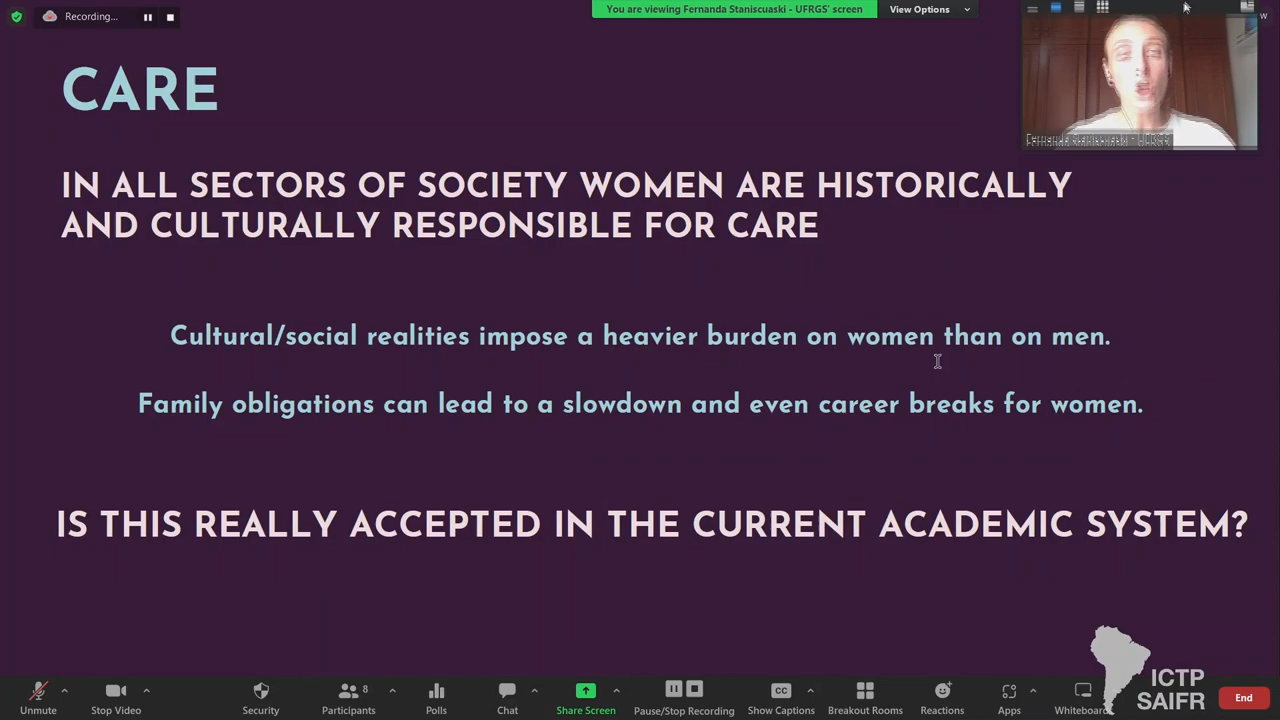 Recording...
You are viewing Fernanda Staniscuaski - UFRGS' screen
View Options
CARE
Fernanda Staniscuaski - UFRGS
IN ALL SECTORS OF SOCIETY WOMEN ARE HISTORICALLY
AND CULTURALLY RESPONSIBLE FOR CARE
Cultural/social realities impose a heavier burden on women than on men.
Family obligations can lead to a slowdown and even career breaks for women.
IS THIS REALLY ACCEPTED IN THE CURRENT ACADEMIC SYSTEM?
ICTP
SAIFR
8
CC
Unmute
Stop Video
Security
Participants
Polls
Chat
Share Screen
Pause/Stop Recording
Show Captions
Breakout Rooms
Reactions
Apps
Whiteboard
End